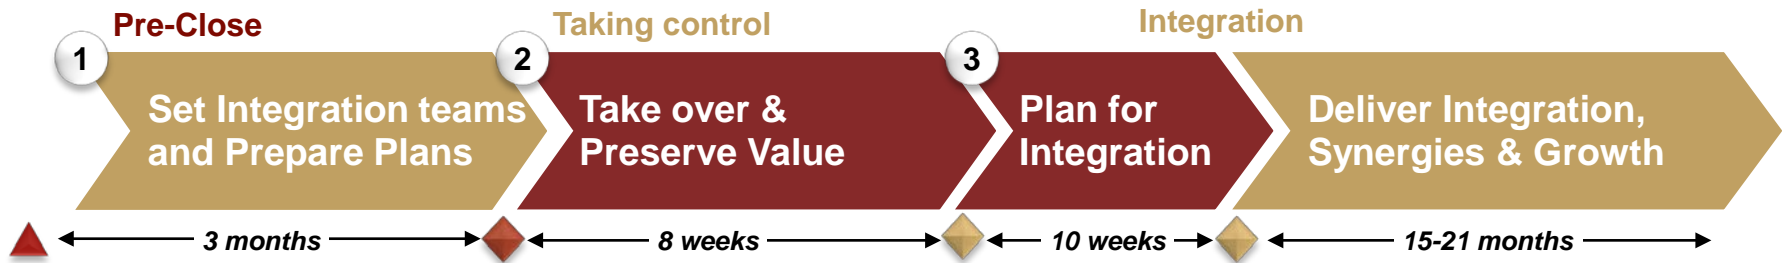 Pre-Close
Taking control
Integration
1
2
3
Set Integration teams
and Prepare Plans
Take over &
Preserve Value
Plan for
Integration
Deliver Integration,
Synergies & Growth
3 months
8 weeks
10 weeks
15-21 months